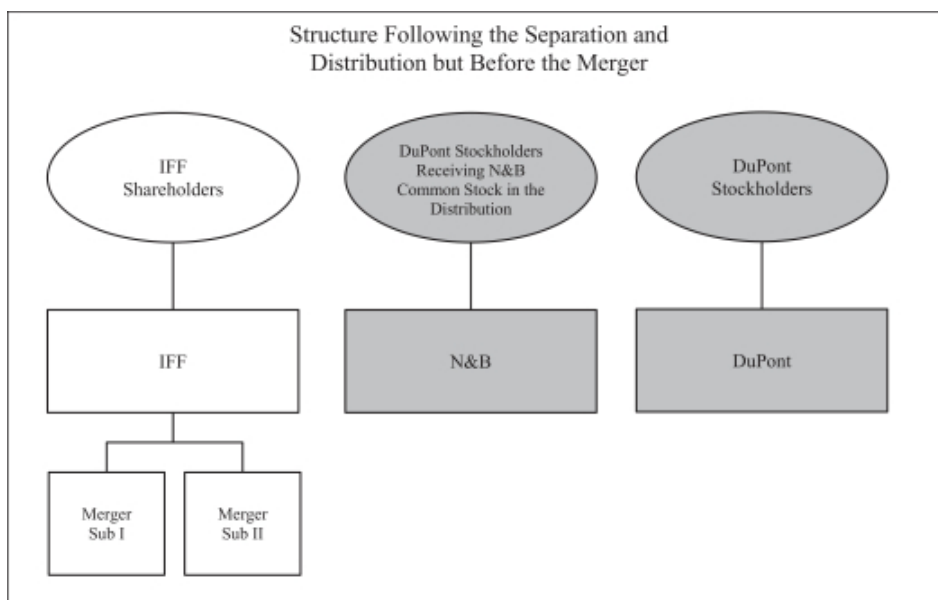 Structure Following the Separation and
Distribution but Before the Merger
IFF
Shareholders
DuPont Stockholders
Receiving N&B
Common Stock in the
Distribution
DuPont
Stockholders
IFF
N&B
DuPont
Merger
Sub I
Merger
Sub II